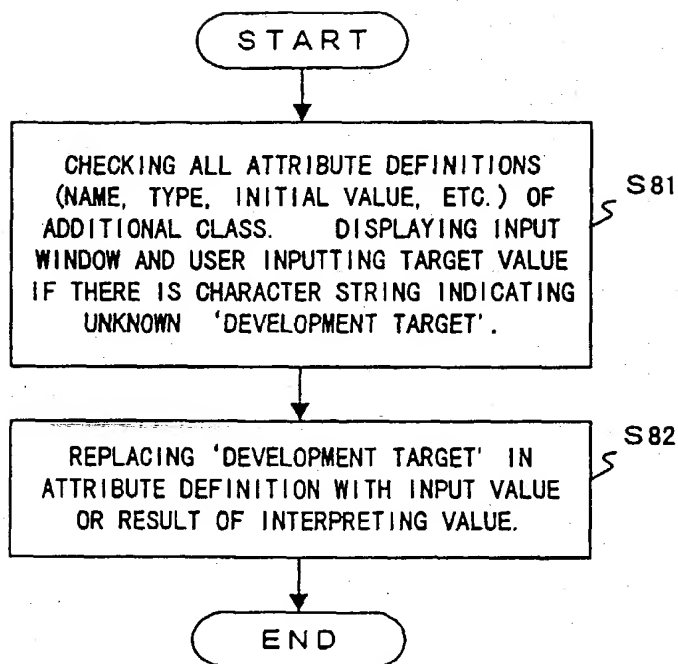 START
CHECKING ALL ATTRIBUTE DEFINITIONS
(NAME, TYPE, INITIAL VALUE, ETC.) OF
ADDITIONAL CLASS. DISPLAYING INPUT
WINDOW AND USER INPUTTING TARGET VALUE
IF THERE IS CHARACTER STRING INDICATING
UNKNOWN 'DEVELOPMENT TARGET'.
S81
REPLACING 'DEVELOPMENT TARGET' IN
ATTRIBUTE DEFINITION WITH INPUT VALUE
OR RESULT OF INTERPRETING VALUE.
S82
END